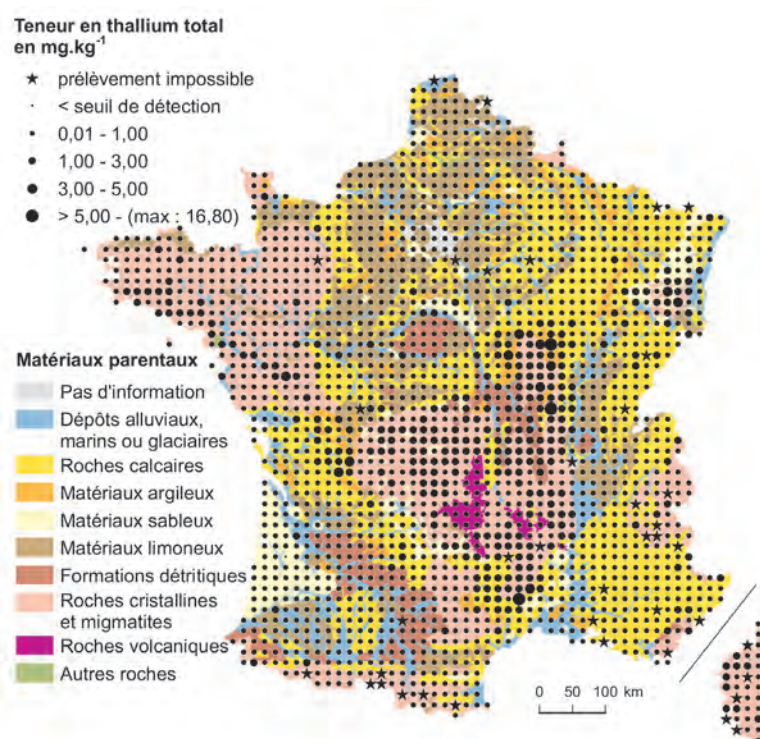 Teneur en thallium total
en mg.kg⁻¹
prélèvement impossible
< seuil de détection
0,01 - 1,00
1,00 - 3,00
3,00 - 5,00
> 5,00 - (max : 16,80)
Matériaux parentaux
Pas d'information
Dépôts alluviaux,
marins ou glaciaires
Roches calcaires
Matériaux argileux
Matériaux sableux
Matériaux limoneux
Formations détritiques
Roches cristallines
et migmatites
Roches volcaniques
Autres roches
0 50 100 km